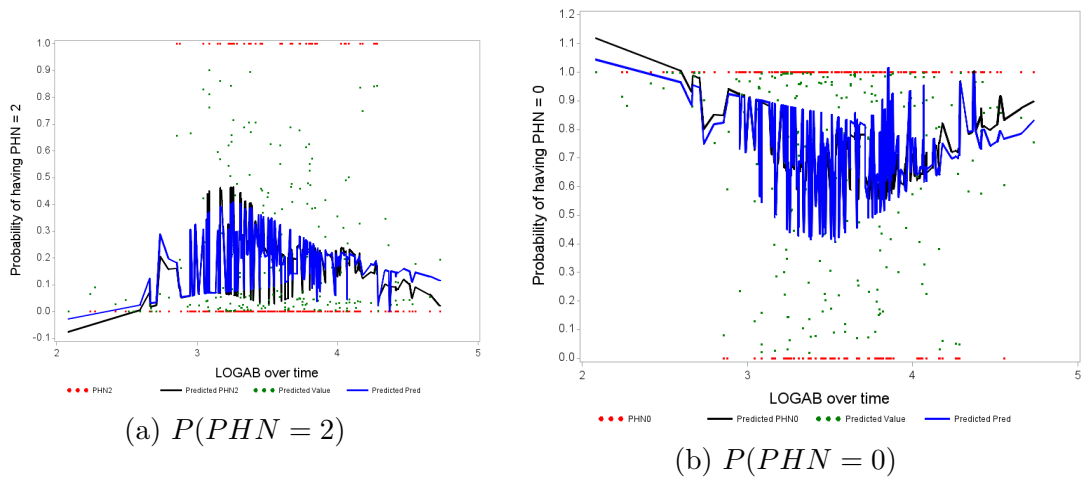 Probability of having PHN = 2
1.0
0.9
0.8
0.7
0.6
0.5
0.4
0.3
0.2
0.1
0.0
-0.1
2 3 4 5
LOGAB over time
PHN2 Predicted PHN2 Predicted Value Predicted Pred
(a) P(PHN = 2)
Probability of having PHN = 0
1.2
1.1
1.0
0.9
0.8
0.7
0.6
0.5
0.4
0.3
0.2
0.1
0.0
2 3 4 5
LOGAB over time
PHN0 Predicted PHN0 Predicted Value Predicted Pred
(b) P(PHN = 0)